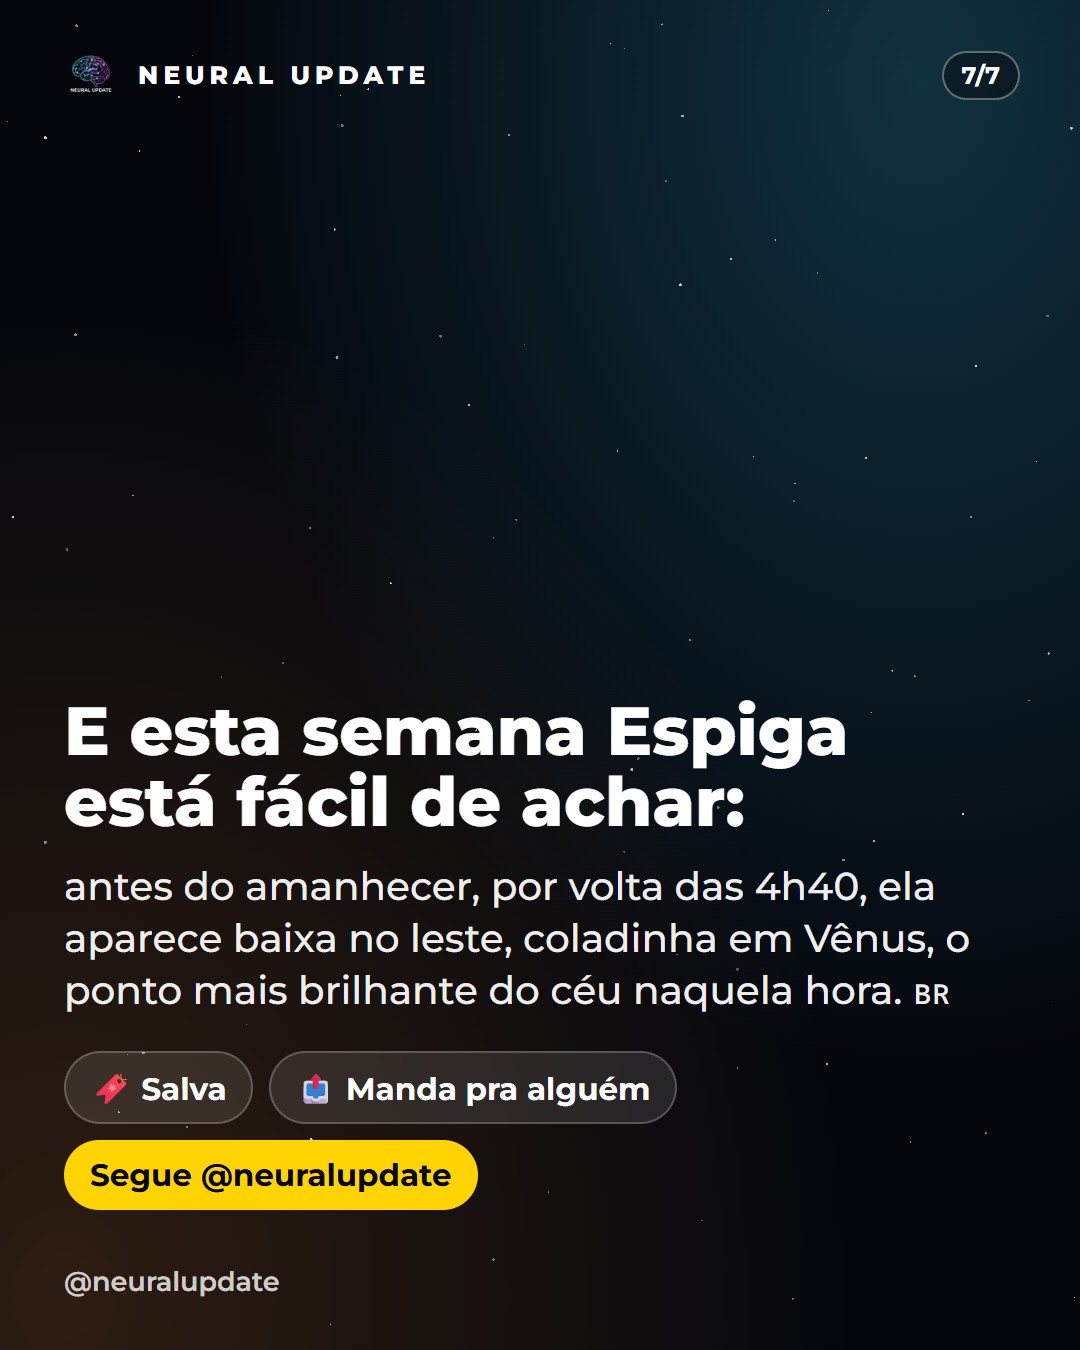 NEURAL UPDATE
NEURAL UPDATE
7/7
E esta semana Espiga
está fácil de achar:
antes do amanhecer, por volta das 4h40, ela
aparece baixa no leste, coladinha em Vênus, o
ponto mais brilhante do céu naquela hora. BR
Salva
Manda pra alguém
Segue @neuralupdate
@neuralupdate